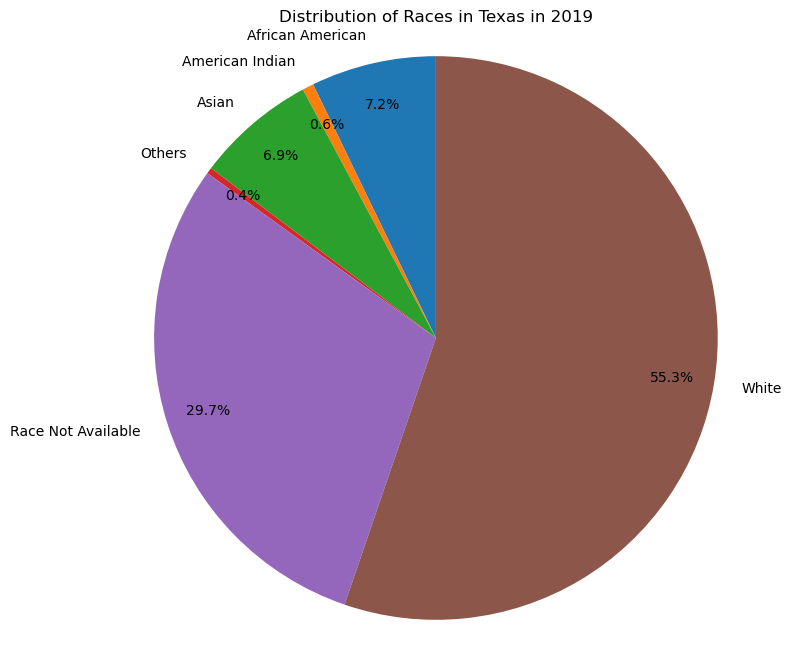 Distribution of Races in Texas in 2019
African American
American Indian
Asian
Others
Race Not Available
White
7.2%
0.6%
6.9%
0.4%
29.7%
55.3%